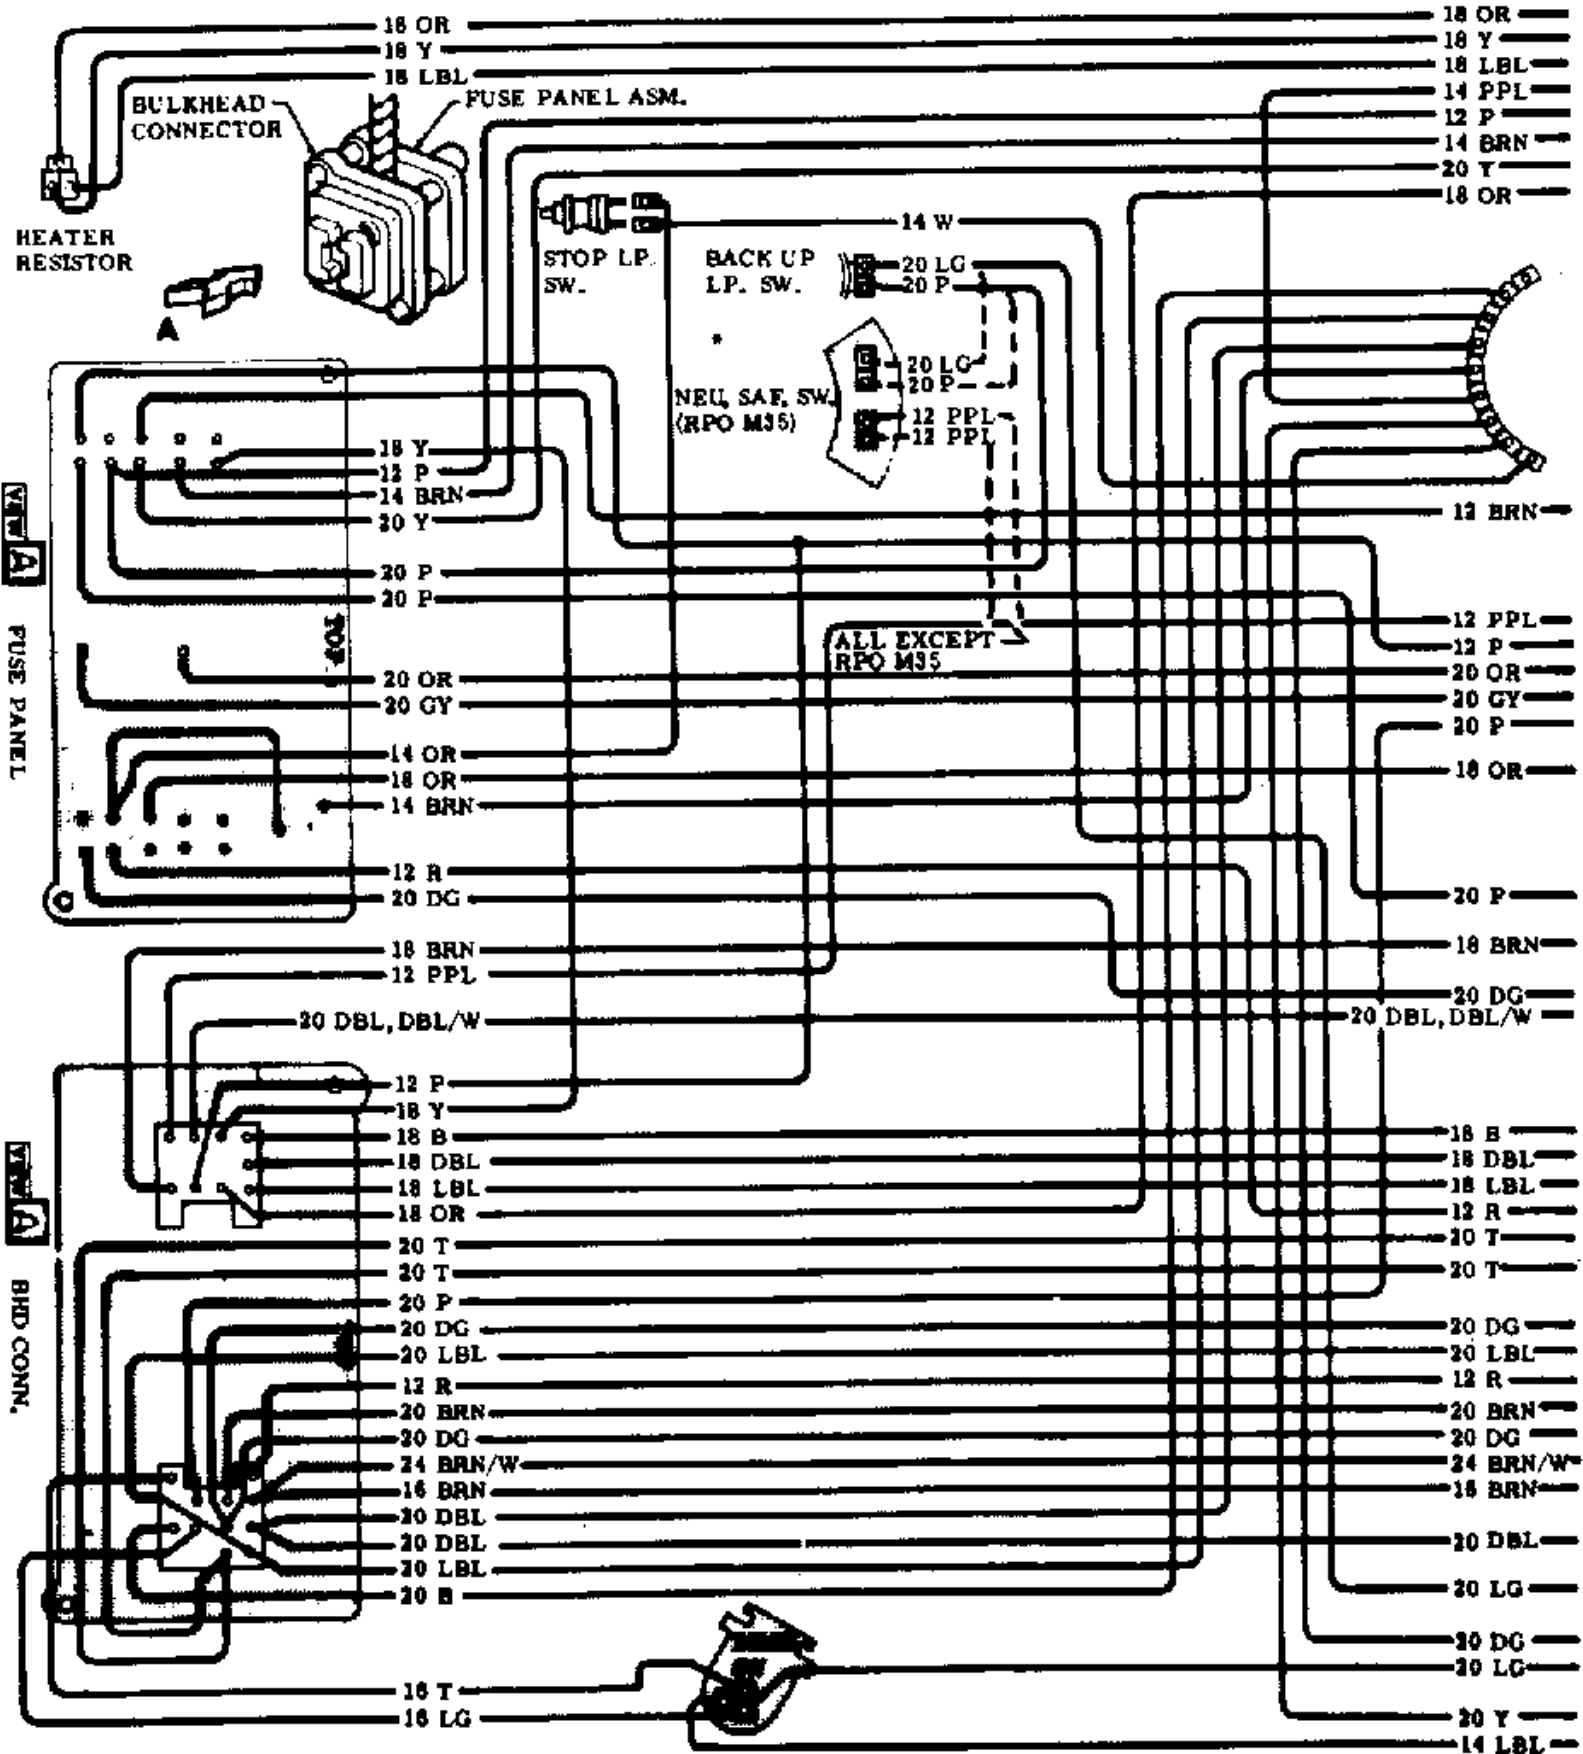 18 OR
18 OR
18 Y
18 Y
18 LBL
18 LBL
14 PPL
BULKHEAD CONNECTOR
FUSE PANEL ASM.
12 P
14 BRN
20 Y
18 OR
HEATER RESISTOR
A
STOP LP. SW.
14 W
BACK UP LP. SW.
20 LG
20 P
20 LG
20 P
NEU. SAF. SW. (RPO M35)
12 PPL
12 PPL
18 Y
12 P
14 BRN
20 Y
12 BRN
VIEW A
FUSE PANEL
20 P
20 P
TOP
ALL EXCEPT RPO M35
12 PPL
12 P
20 OR
20 OR
20 GY
20 GY
20 P
14 OR
18 OR
18 OR
14 BRN
12 R
20 DG
20 P
18 BRN
18 BRN
12 PPL
20 DG
20 DBL, DBL/W
20 DBL, DBL/W
12 P
18 Y
18 B
18 B
18 DBL
18 DBL
18 LBL
18 LBL
18 OR
12 R
VIEW A
BHD CONN.
20 T
20 T
20 T
20 T
20 P
20 DG
20 DG
20 LBL
20 LBL
12 R
12 R
20 BRN
20 BRN
20 DG
20 DG
24 BRN/W
24 BRN/W
18 BRN
20 DBL
20 DBL
20 DBL
20 LBL
20 B
20 LG
20 DG
20 LG
18 T
20 Y
14 LBL